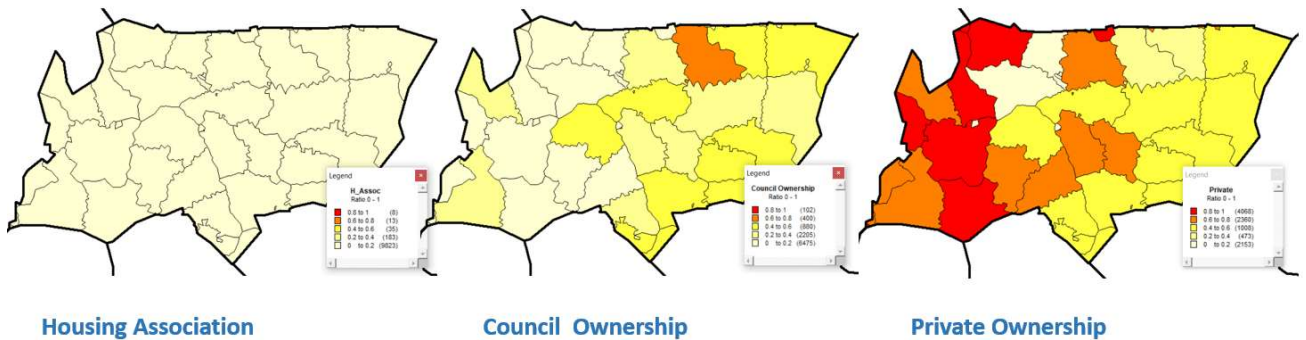 Legend
H_Assoc
Ratio 0 - 1
0.8 to 1 (8)
0.6 to 0.8 (13)
0.4 to 0.6 (35)
0.2 to 0.4 (183)
0 to 0.2 (9823)
Legend
Council Ownership
Ratio 0 - 1
0.8 to 1 (102)
0.6 to 0.8 (400)
0.4 to 0.6 (880)
0.2 to 0.4 (2205)
0 to 0.2 (6475)
Legend
Private
Ratio 0 - 1
0.8 to 1 (4068)
0.6 to 0.8 (2360)
0.4 to 0.6 (1008)
0.2 to 0.4 (473)
0 to 0.2 (2153)
Housing Association
Council Ownership
Private Ownership